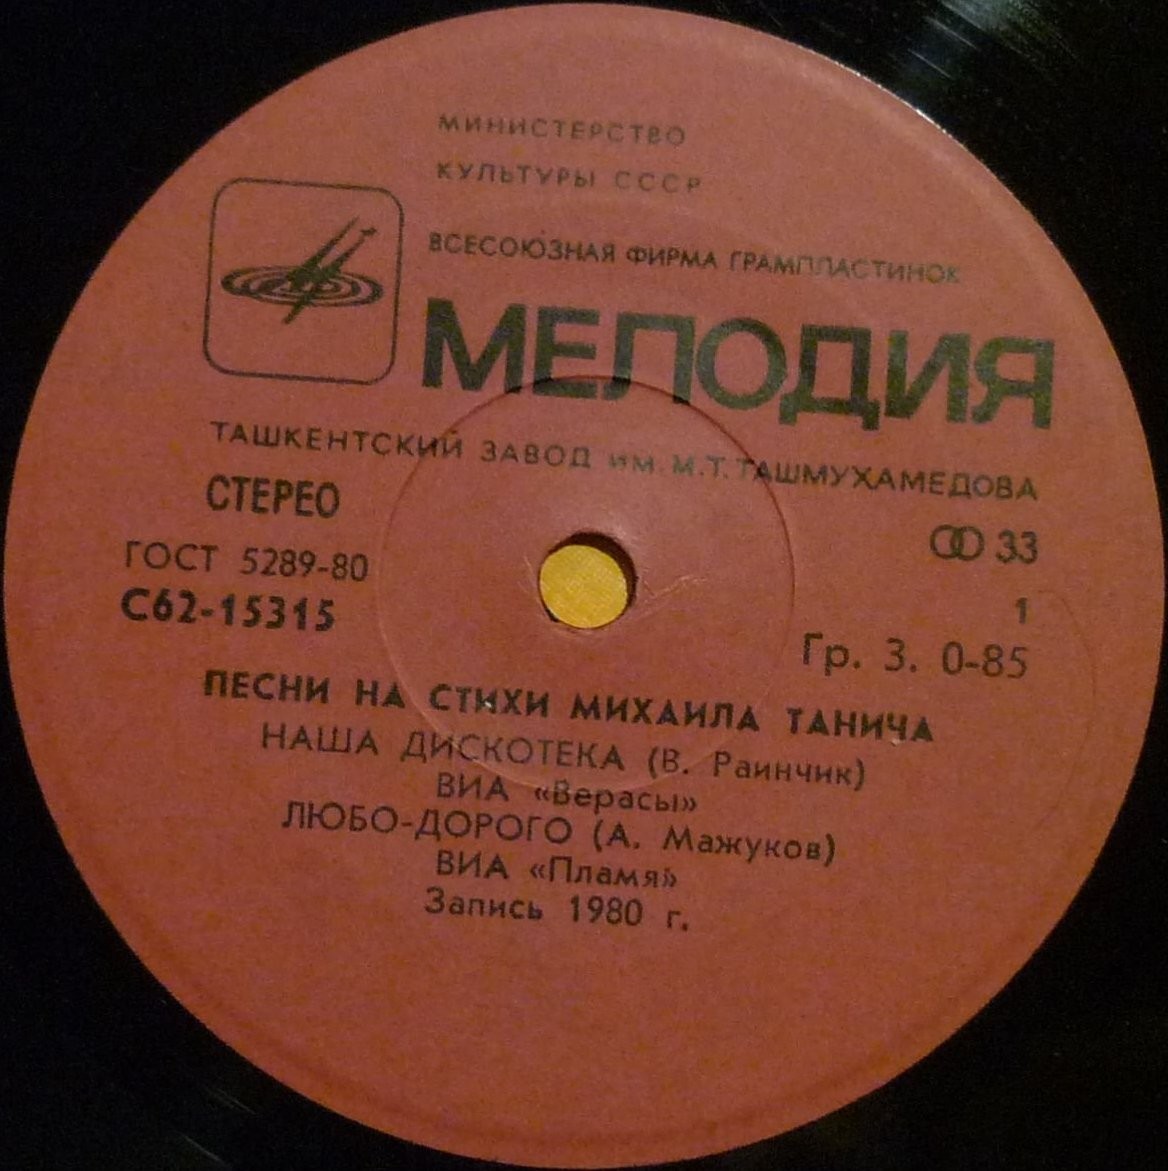 МИНИСТЕРСТВО
КУЛЬТУРЫ СССР
ВСЕСОЮЗНАЯ ФИРМА ГРАМПЛАСТИНОК
МЕЛОДИЯ
ТАШКЕНТСКИЙ ЗАВОД им. М.Т. ТАШМУХАМЕДОВА
СТЕРЕО
33
ГОСТ 5289-80
С62-15315
1
Гр. 3. 0-85
ПЕСНИ НА СТИХИ МИХАИЛА ТАНИЧА
НАША ДИСКОТЕКА (В. Раинчик)
ВИА «Верасы»
ЛЮБО-ДОРОГО (А. Мажуков)
ВИА «Пламя»
Запись 1980 г.